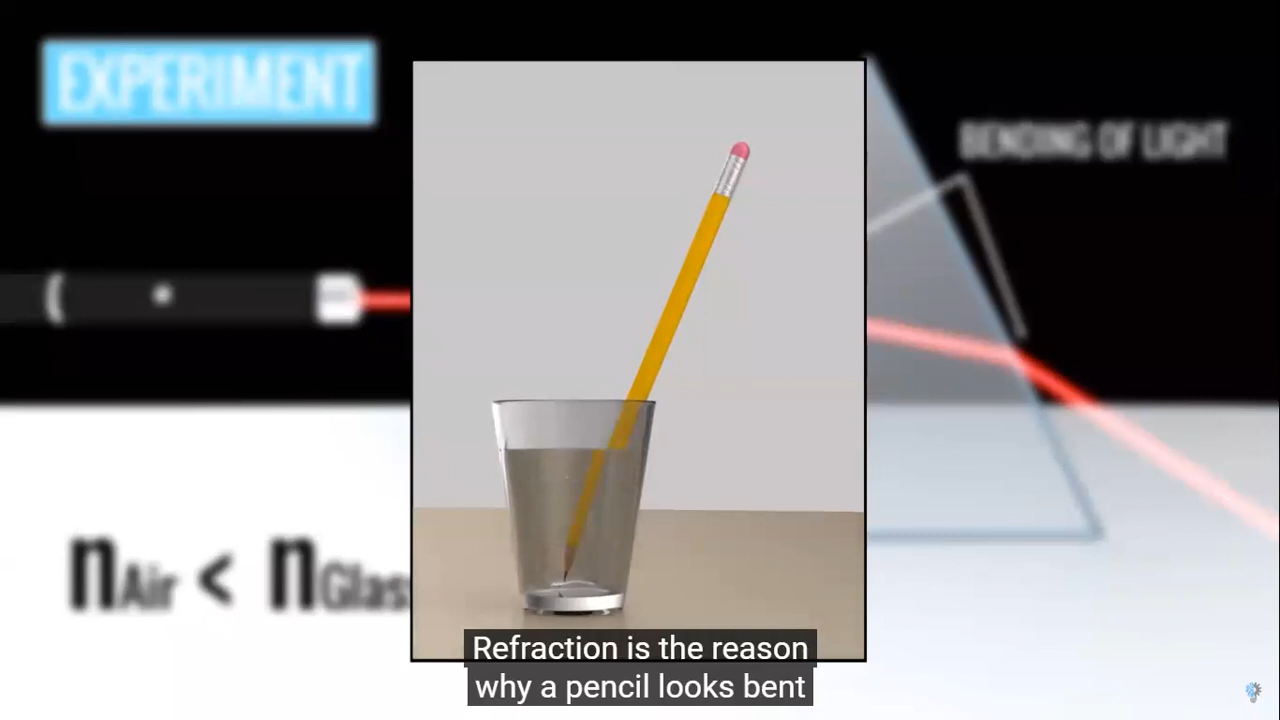 EXPERIMENT
BENDING OF LIGHT
nAir < nGlas
Refraction is the reason
why a pencil looks bent